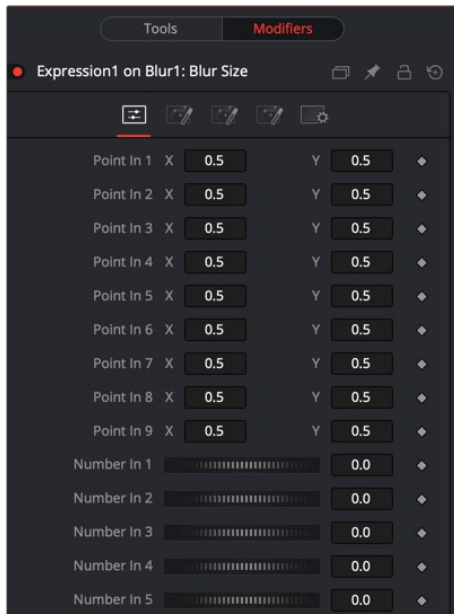 Tools Modifiers
Expression1 on Blur1: Blur Size
Point In 1 X 0.5 Y 0.5
Point In 2 X 0.5 Y 0.5
Point In 3 X 0.5 Y 0.5
Point In 4 X 0.5 Y 0.5
Point In 5 X 0.5 Y 0.5
Point In 6 X 0.5 Y 0.5
Point In 7 X 0.5 Y 0.5
Point In 8 X 0.5 Y 0.5
Point In 9 X 0.5 Y 0.5
Number In 1 0.0
Number In 2 0.0
Number In 3 0.0
Number In 4 0.0
Number In 5 0.0